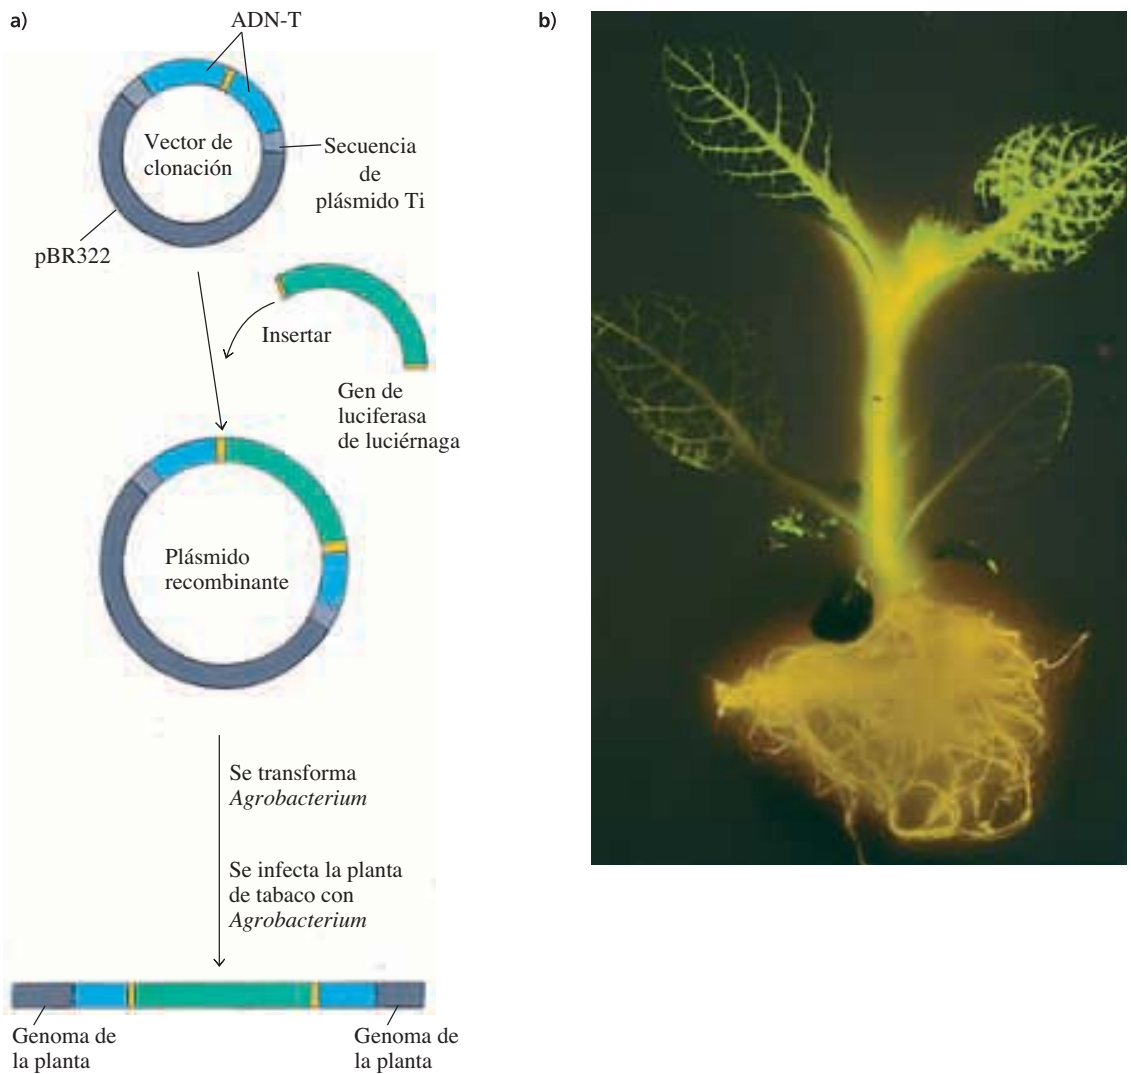 a)
ADN-T
Vector de
clonación
Secuencia
de
plásmido Ti
pBR322
Insertar
Gen de
luciferasa
de luciérnaga
Plásmido
recombinante
Se transforma
Agrobacterium
Se infecta la planta
de tabaco con
Agrobacterium
Genoma de
la planta
Genoma de
la planta
b)